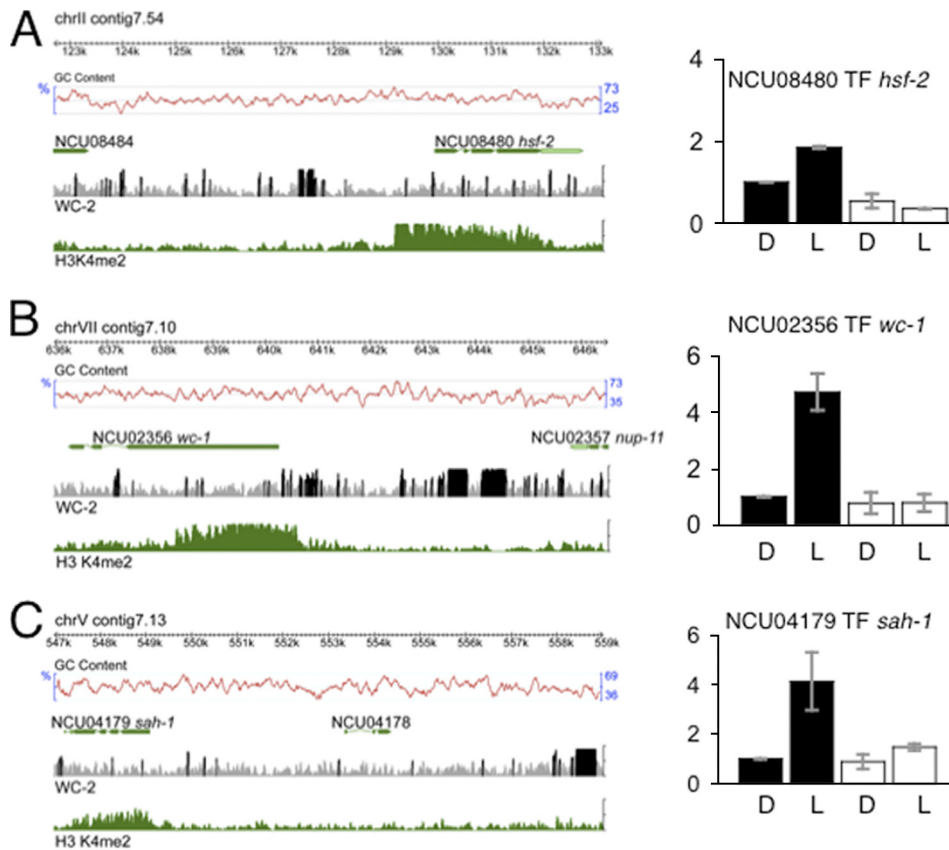 A
chrII contig7.54
123k 124k 125k 126k 127k 128k 129k 130k 131k 132k 133k
GC Content
% 73
25
NCU08484 NCU08480 hsf-2
WC-2
H3K4me2
NCU08480 TF hsf-2
4
2
0
D L D L
B
chrVII contig7.10
636k 637k 638k 639k 640k 641k 642k 643k 644k 645k 646k
GC Content
% 73
35
NCU02356 wc-1 NCU02357 nup-11
WC-2
H3 K4me2
NCU02356 TF wc-1
6
4
2
0
D L D L
C
chrV contig7.13
547k 548k 549k 550k 551k 552k 553k 554k 555k 556k 557k 558k 559k
GC Content
% 69
36
NCU04179 sah-1 NCU04178
WC-2
H3 K4me2
NCU04179 TF sah-1
6
4
2
0
D L D L